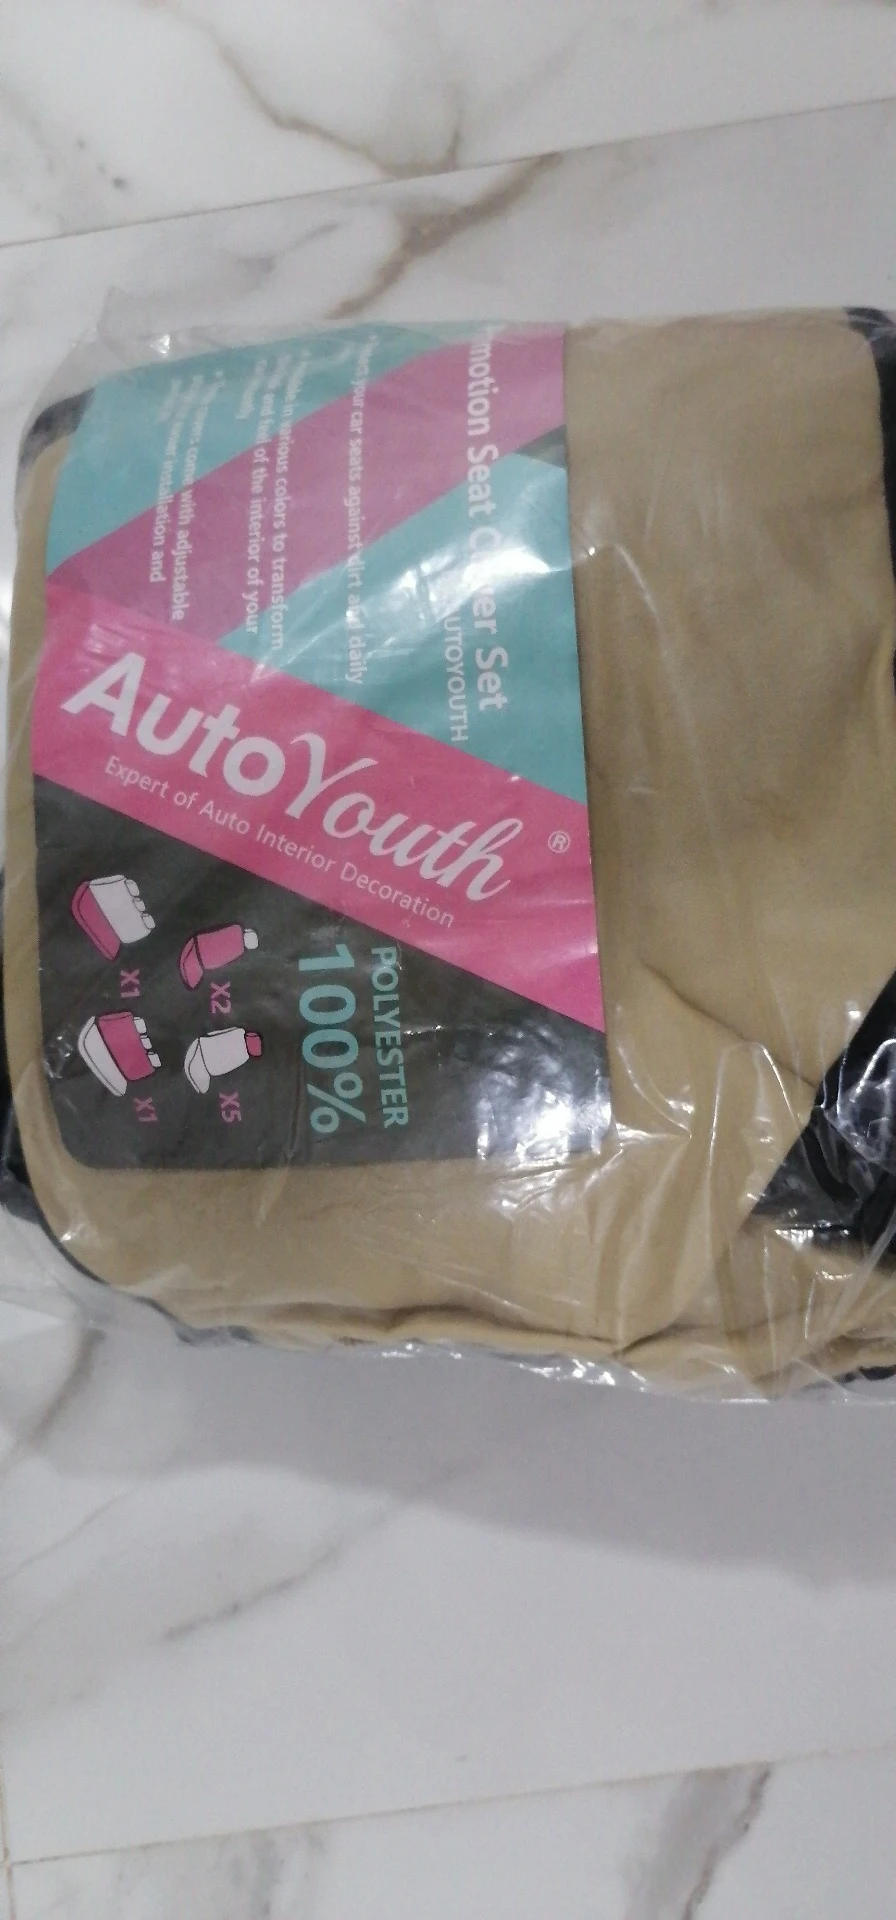 motion Seat Cover Set
AUTOYOUTH
your car seats against dirt and daily
in various colors to transform
and feel of the interior of your
come with adjustable
installation and
AutoYouth ®
Expert of Auto Interior Decoration
POLYESTER
100%
X2
X5
X1
X1